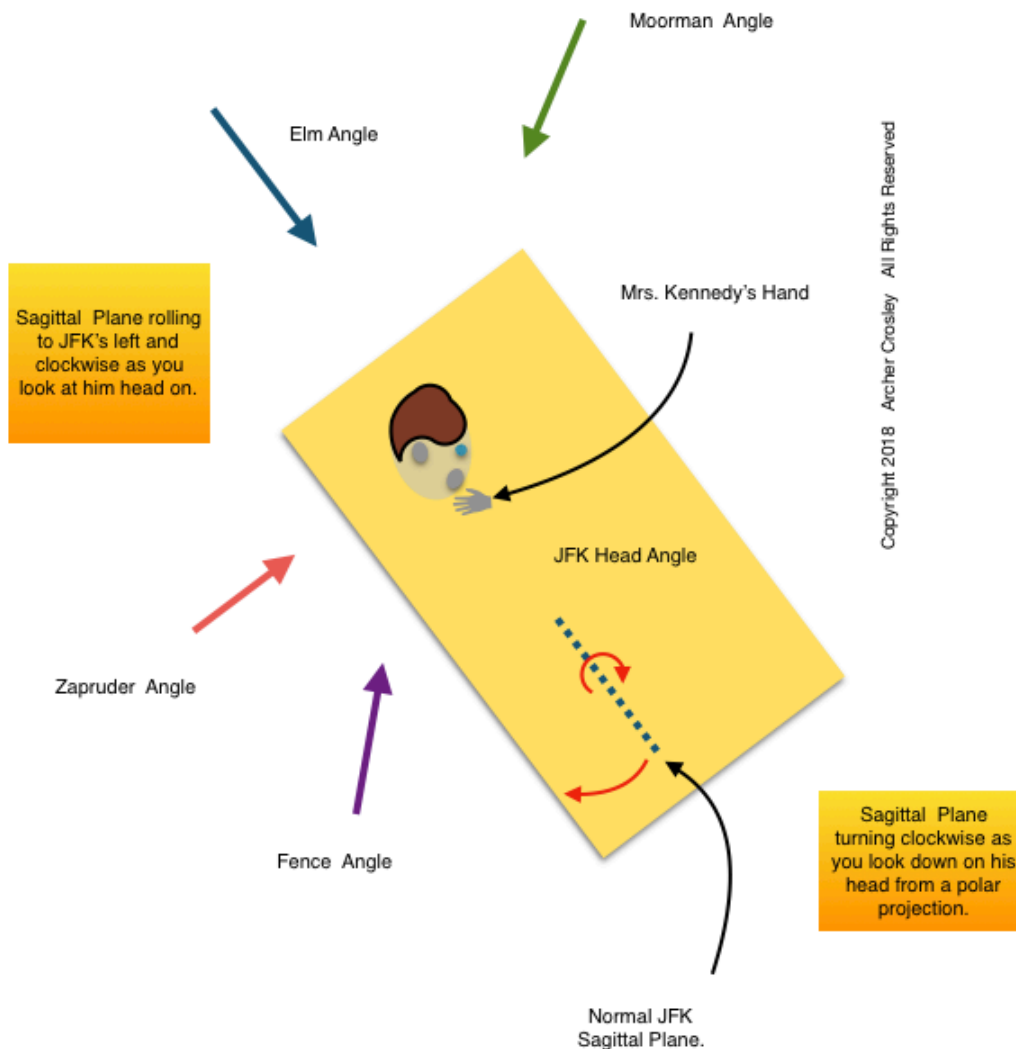 Moorman Angle
Elm Angle
Copyright 2018 Archer Crosley All Rights Reserved
Sagittal Plane rolling
to JFK's left and
clockwise as you
look at him head on.
Mrs. Kennedy's Hand
JFK Head Angle
Zapruder Angle
Fence Angle
Sagittal Plane
turning clockwise as
you look down on his
head from a polar
projection.
Normal JFK
Sagittal Plane.